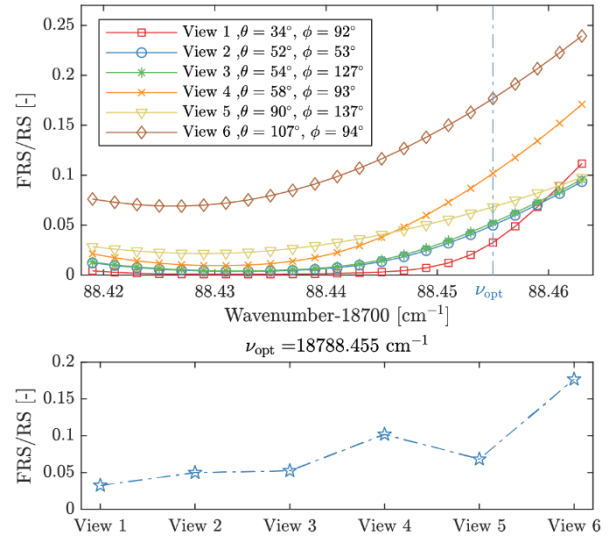 0.25
0.2
0.15
0.1
0.05
0
FRS/RS [-]
View 1 ,θ = 34°, ϕ = 92°
View 2 ,θ = 52°, ϕ = 53°
View 3 ,θ = 54°, ϕ = 127°
View 4 ,θ = 58°, ϕ = 93°
View 5 ,θ = 90°, ϕ = 137°
View 6 ,θ = 107°, ϕ = 94°
88.42 88.43 88.44 88.45 νopt 88.46
Wavenumber-18700 [cm⁻¹]
νopt =18788.455 cm⁻¹
0.2
0.15
0.1
0.05
0
FRS/RS [-]
View 1 View 2 View 3 View 4 View 5 View 6